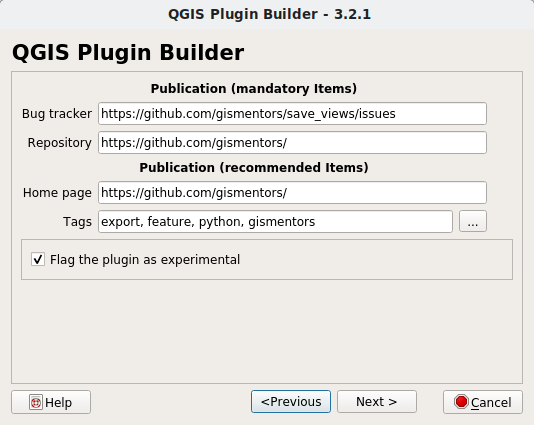 QGIS Plugin Builder - 3.2.1
QGIS Plugin Builder
Publication (mandatory Items)
Bug tracker https://github.com/gismentors/save_views/issues
Repository https://github.com/gismentors/
Publication (recommended Items)
Home page https://github.com/gismentors/
Tags export, feature, python, gismentors ...
Flag the plugin as experimental
Help <Previous Next > Cancel